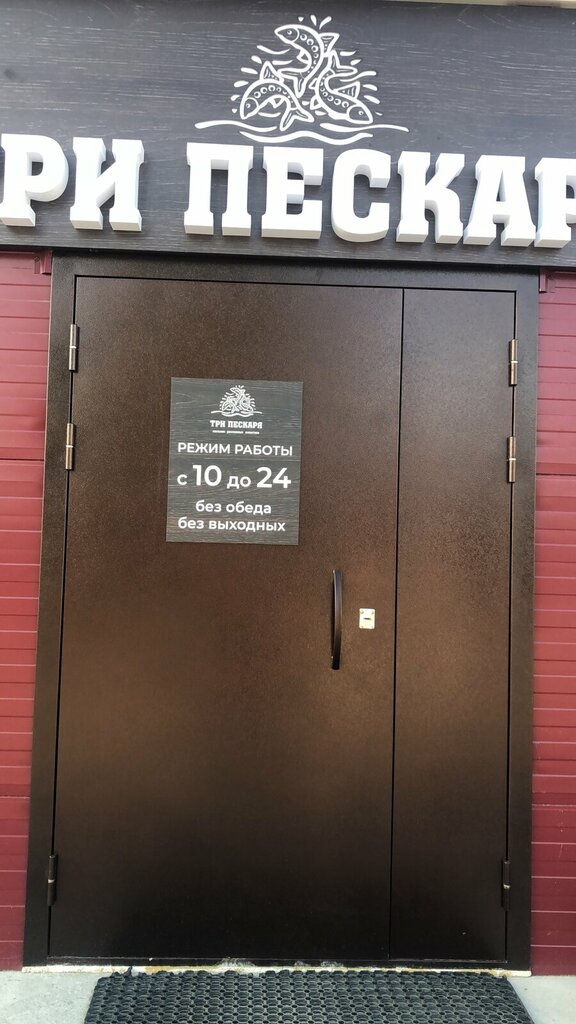 РИ ПЕСКАР
ТРИ ПЕСКАРЯ
РЕЖИМ РАБОТЫ
с 10 до 24
без обеда
без выходных